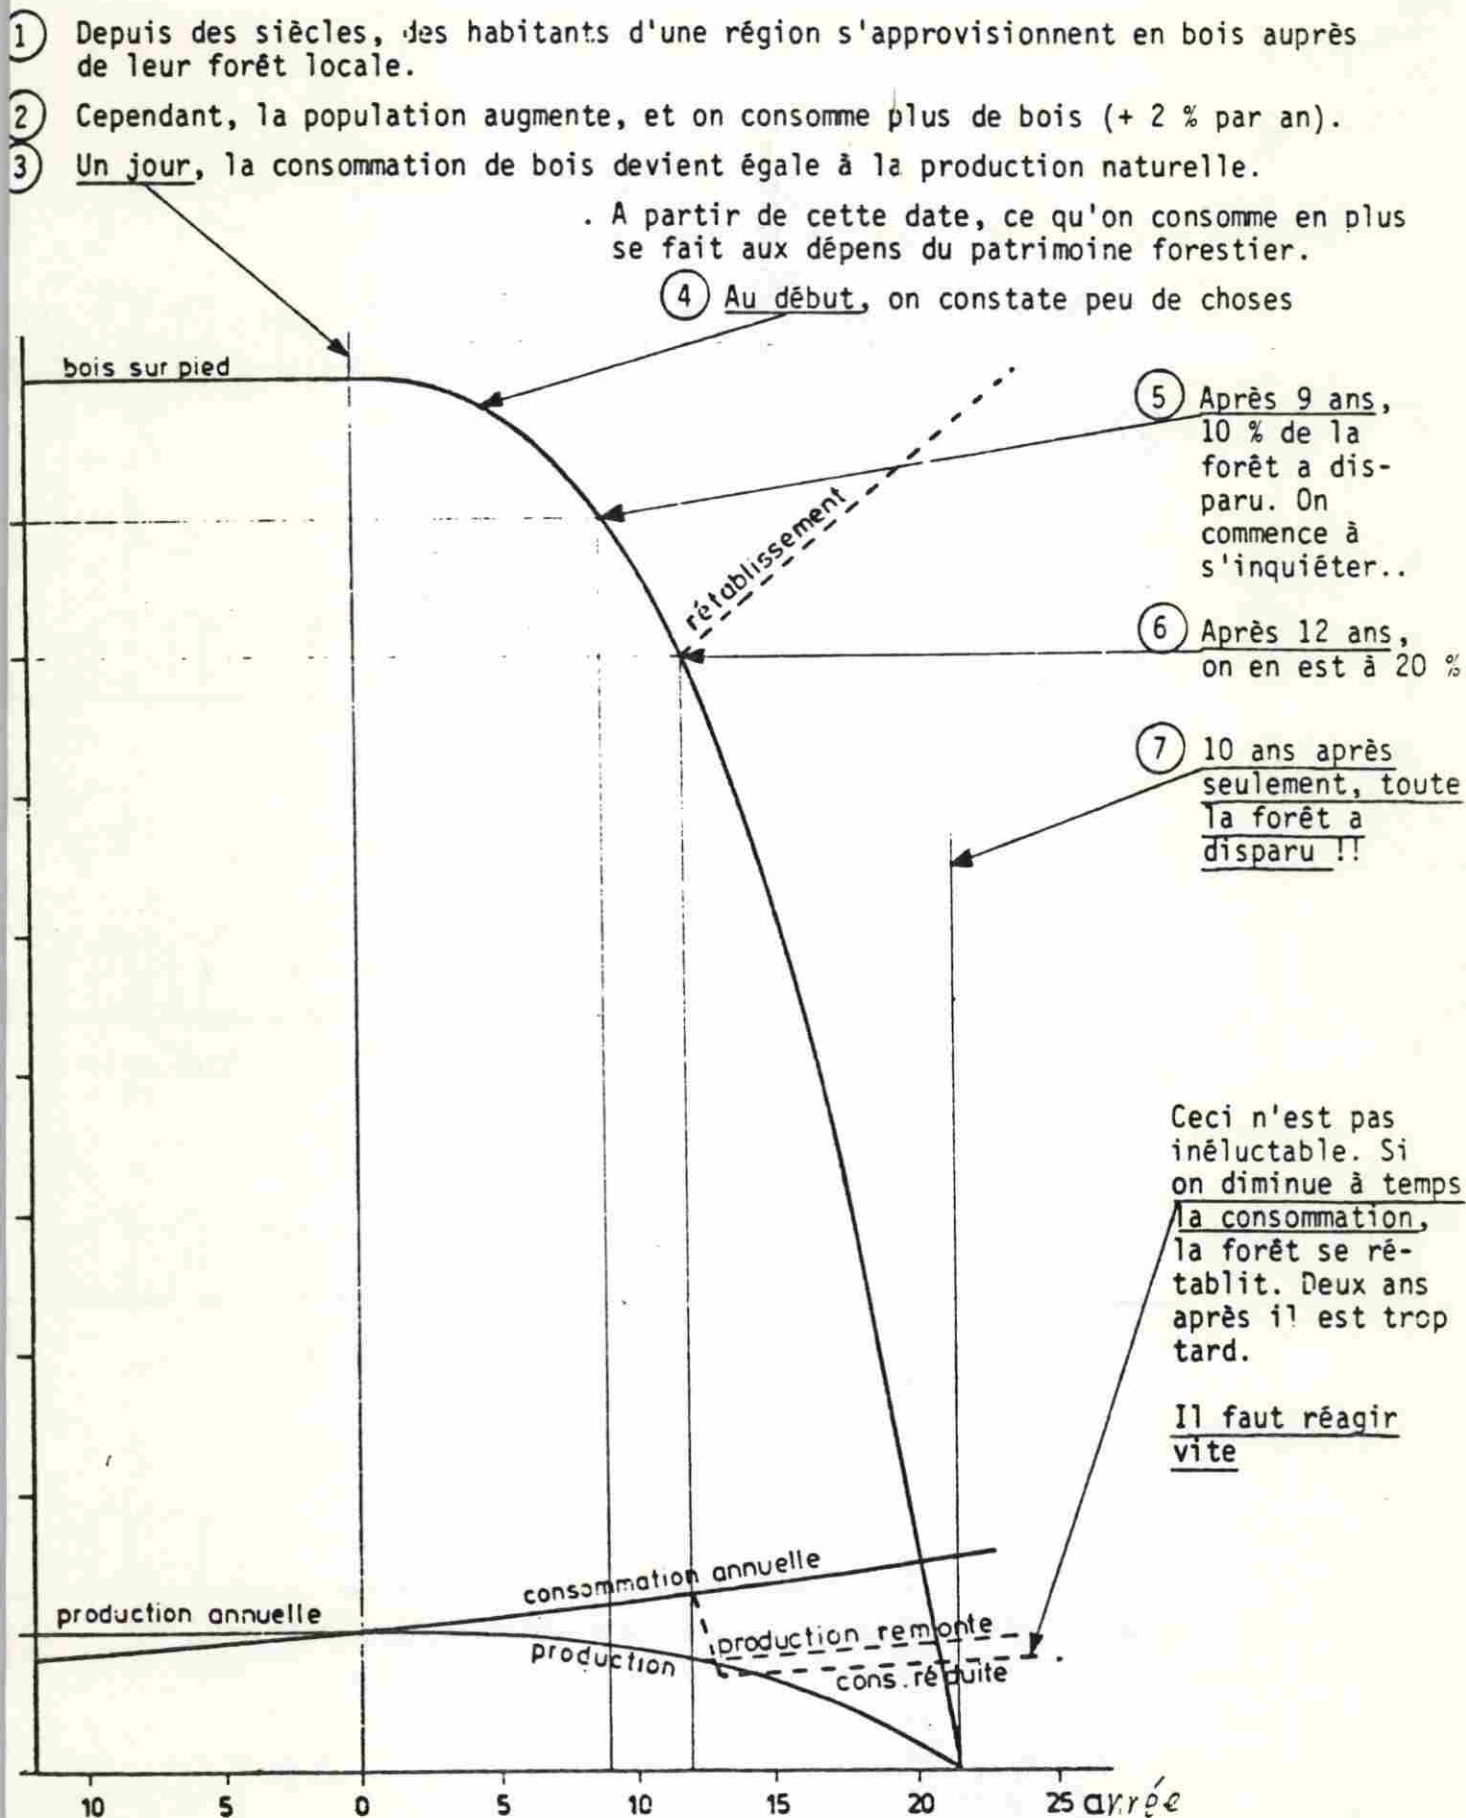 1 Depuis des siècles, des habitants d'une région s'approvisionnent en bois auprès
de leur forêt locale.
2 Cependant, la population augmente, et on consomme plus de bois (+ 2 % par an).
3 Un jour, la consommation de bois devient égale à la production naturelle.
. A partir de cette date, ce qu'on consomme en plus
se fait aux dépens du patrimoine forestier.
4 Au début, on constate peu de choses
bois sur pied
5 Après 9 ans,
10 % de la
forêt a dis-
paru. On
commence à
s'inquiéter..
rétablissement
6 Après 12 ans,
on en est à 20 %
7 10 ans après
seulement, toute
la forêt a
disparu !!
Ceci n'est pas
inéluctable. Si
on diminue à temps
la consommation,
la forêt se ré-
tablit. Deux ans
après il est trop
tard.
Il faut réagir
vite
consommation annuelle
production annuelle
production remonte
production
cons. réduite
10 5 0 5 10 15 20 25 année